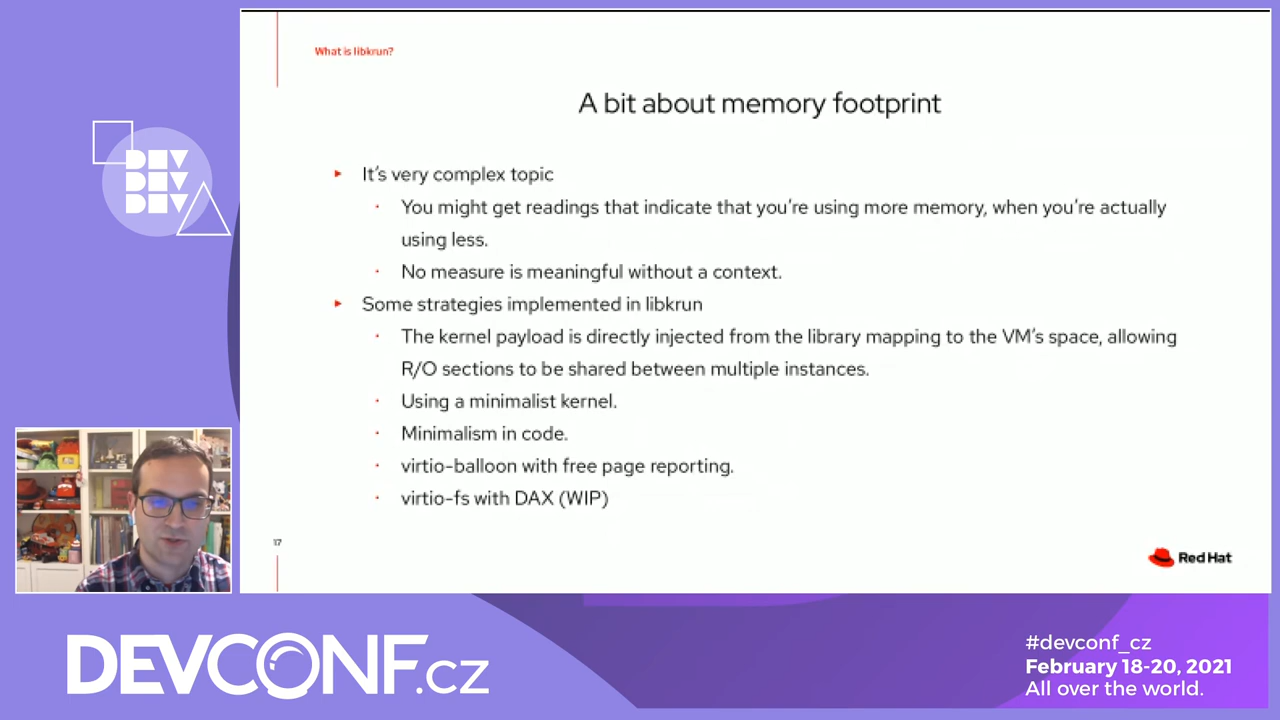 What is libkrun?
A bit about memory footprint
It's very complex topic
You might get readings that indicate that you're using more memory, when you're actually
using less.
No measure is meaningful without a context.
Some strategies implemented in libkrun
The kernel payload is directly injected from the library mapping to the VM's space, allowing
R/O sections to be shared between multiple instances.
Using a minimalist kernel.
Minimalism in code.
virtio-balloon with free page reporting.
virtio-fs with DAX (WIP)
17
Red Hat
DEV
DEV
DEV
DEVCONF.cz
#devconf_cz
February 18-20, 2021
All over the world.